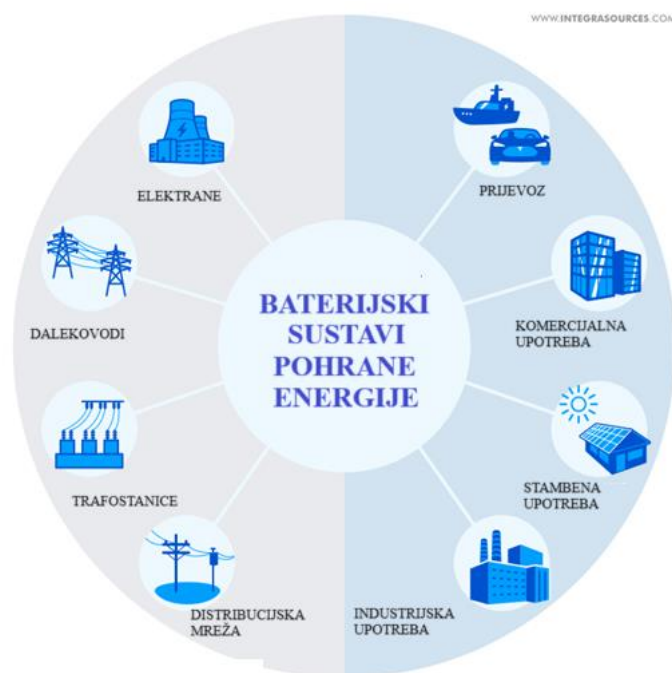 WWW.INTEGRASOURCES.COM
ELEKTRANE
PRIJEVOZ
DALEKOVODI
KOMERCIJALNA
UPOTREBA
BATERIJSKI
SUSTAVI
POHRANE
ENERGIJE
TRAFOSTANICE
STAMBENA
UPOTREBA
DISTRIBUCIJSKA
MREŽA
INDUSTRIJSKA
UPOTREBA